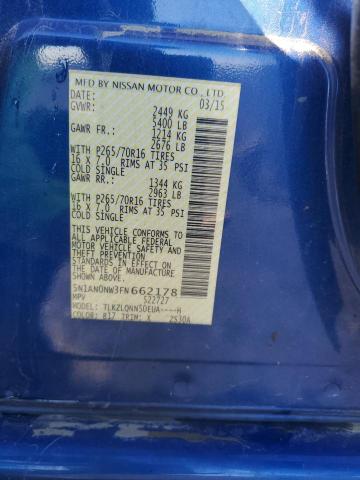 MFD BY NISSAN MOTOR CO., LTD.
DATE: 03/15
GVWR: 2449 KG
5400 LB
GAWR FR.: 1214 KG
2676 LB
WITH P265/70R16 TIRES
16 X 7.0 RIMS AT 35 PSI
COLD SINGLE
GAWR RR.: 1344 KG
2963 LB
WITH P265/70R16 TIRES
16 X 7.0 RIMS AT 35 PSI
COLD SINGLE
THIS VEHICLE CONFORMS TO
ALL APPLICABLE FEDERAL
MOTOR VEHICLE SAFETY AND
THEFT PREVENTION
STANDARDS IN EFFECT ON
THE DATE OF MANUFACTURE
SHOWN ABOVE.
5N1AN0NW3FN662178
MPV 522727
MODEL: TLKZLQNN5DEUA----H
COLOR: B17 TRIM: X 2530A